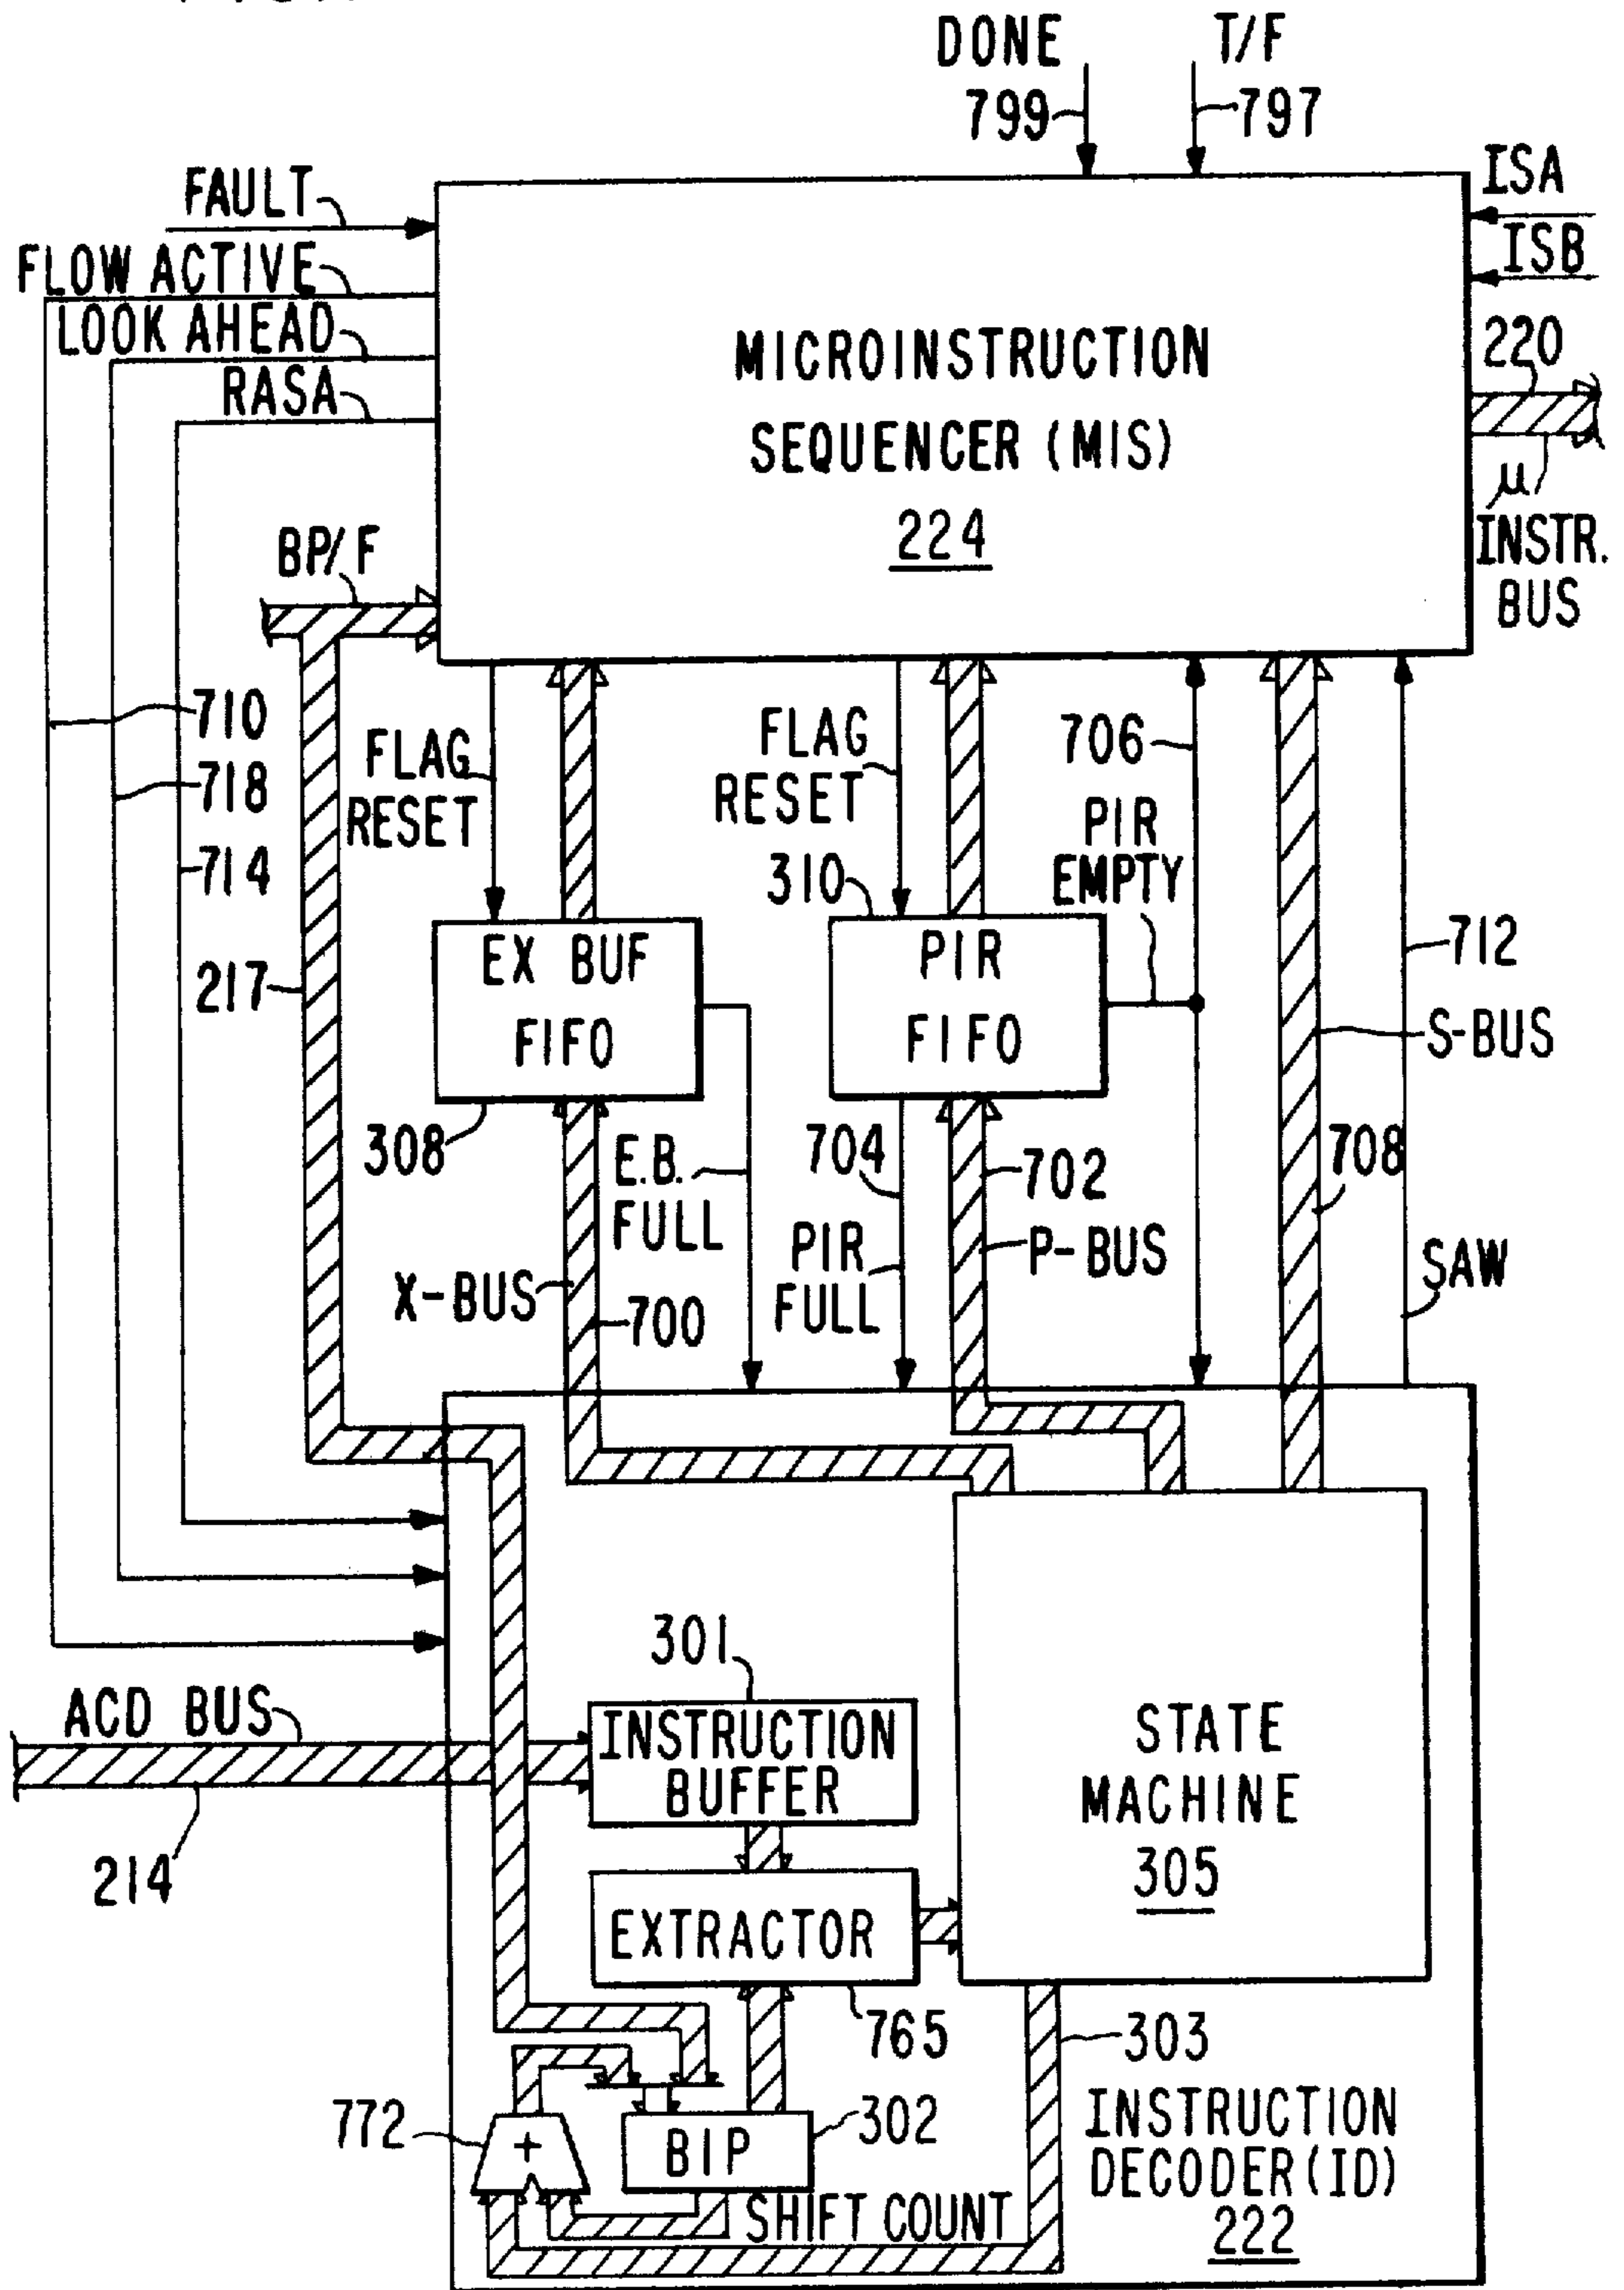 DONE
799
T/F
797
FAULT
ISA
FLOW ACTIVE
ISB
LOOK AHEAD
RASA
220
MICROINSTRUCTION
SEQUENCER (MIS)
224
µ
INSTR.
BUS
BP/F
710
718
714
217
FLAG
RESET
FLAG
RESET
310
706
PIR
EMPTY
712
S-BUS
EX BUF
FIFO
308
PIR
FIFO
E.B.
FULL
704
PIR
FULL
702
P-BUS
708
SAW
X-BUS
700
301
ACD BUS
214
INSTRUCTION
BUFFER
EXTRACTOR
765
STATE
MACHINE
305
303
772
+
BIP
302
SHIFT COUNT
INSTRUCTION
DECODER(ID)
222